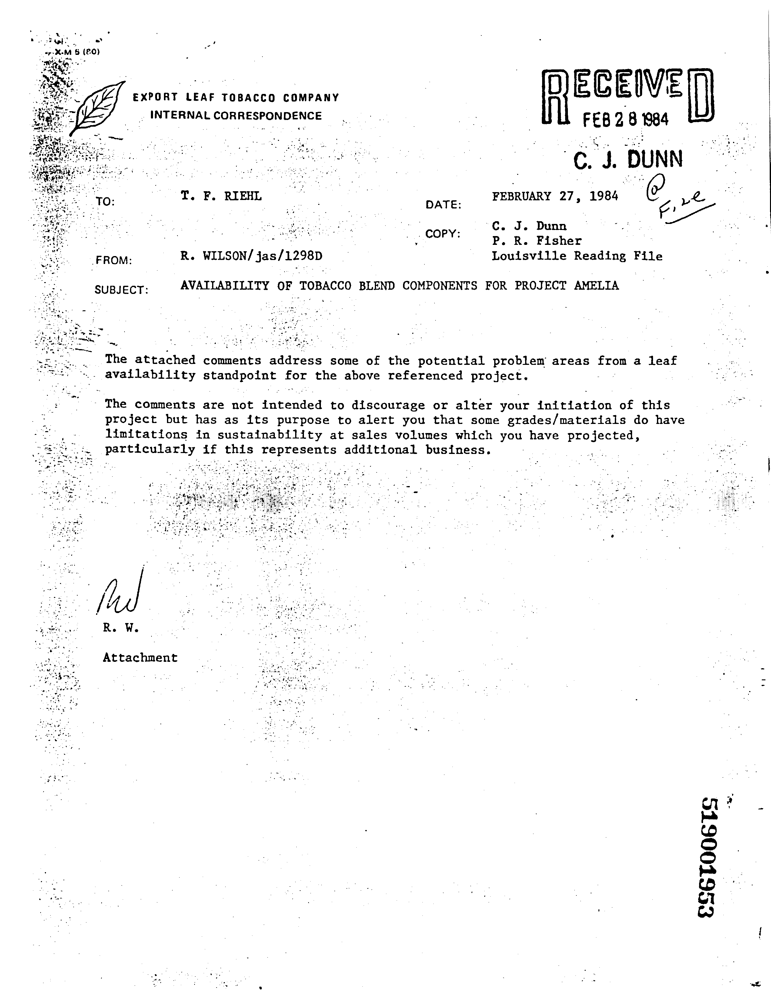 X-M 5 (80)
EXPORT LEAF TOBACCO COMPANY
INTERNAL CORRESPONDENCE
RECEIVED
FEB 28 1984
C. J. DUNN
@
File
TO: T. F. RIEHL
DATE: FEBRUARY 27, 1984
COPY: C. J. Dunn
P. R. Fisher
Louisville Reading File
FROM: R. WILSON/jas/1298D
SUBJECT: AVAILABILITY OF TOBACCO BLEND COMPONENTS FOR PROJECT AMELIA
The attached comments address some of the potential problem areas from a leaf
availability standpoint for the above referenced project.
The comments are not intended to discourage or alter your initiation of this
project but has as its purpose to alert you that some grades/materials do have
limitations in sustainability at sales volumes which you have projected,
particularly if this represents additional business.
R. W.
Attachment
519001953